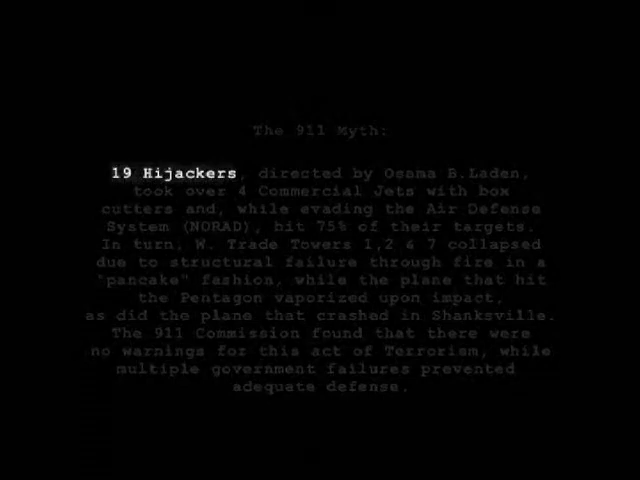 The 911 Myth:
19 Hijackers, directed by Osama B.Laden,
took over 4 Commercial Jets with box
cutters and, while evading the Air Defense
System (NORAD), hit 75% of their targets.
In turn, W. Trade Towers 1,2 & 7 collapsed
due to structural failure through fire in a
"pancake" fashion, while the plane that hit
the Pentagon vaporized upon impact,
as did the plane that crashed in Shanksville.
The 911 Commission found that there were
no warnings for this act of Terrorism, while
multiple government failures prevented
adequate defense.